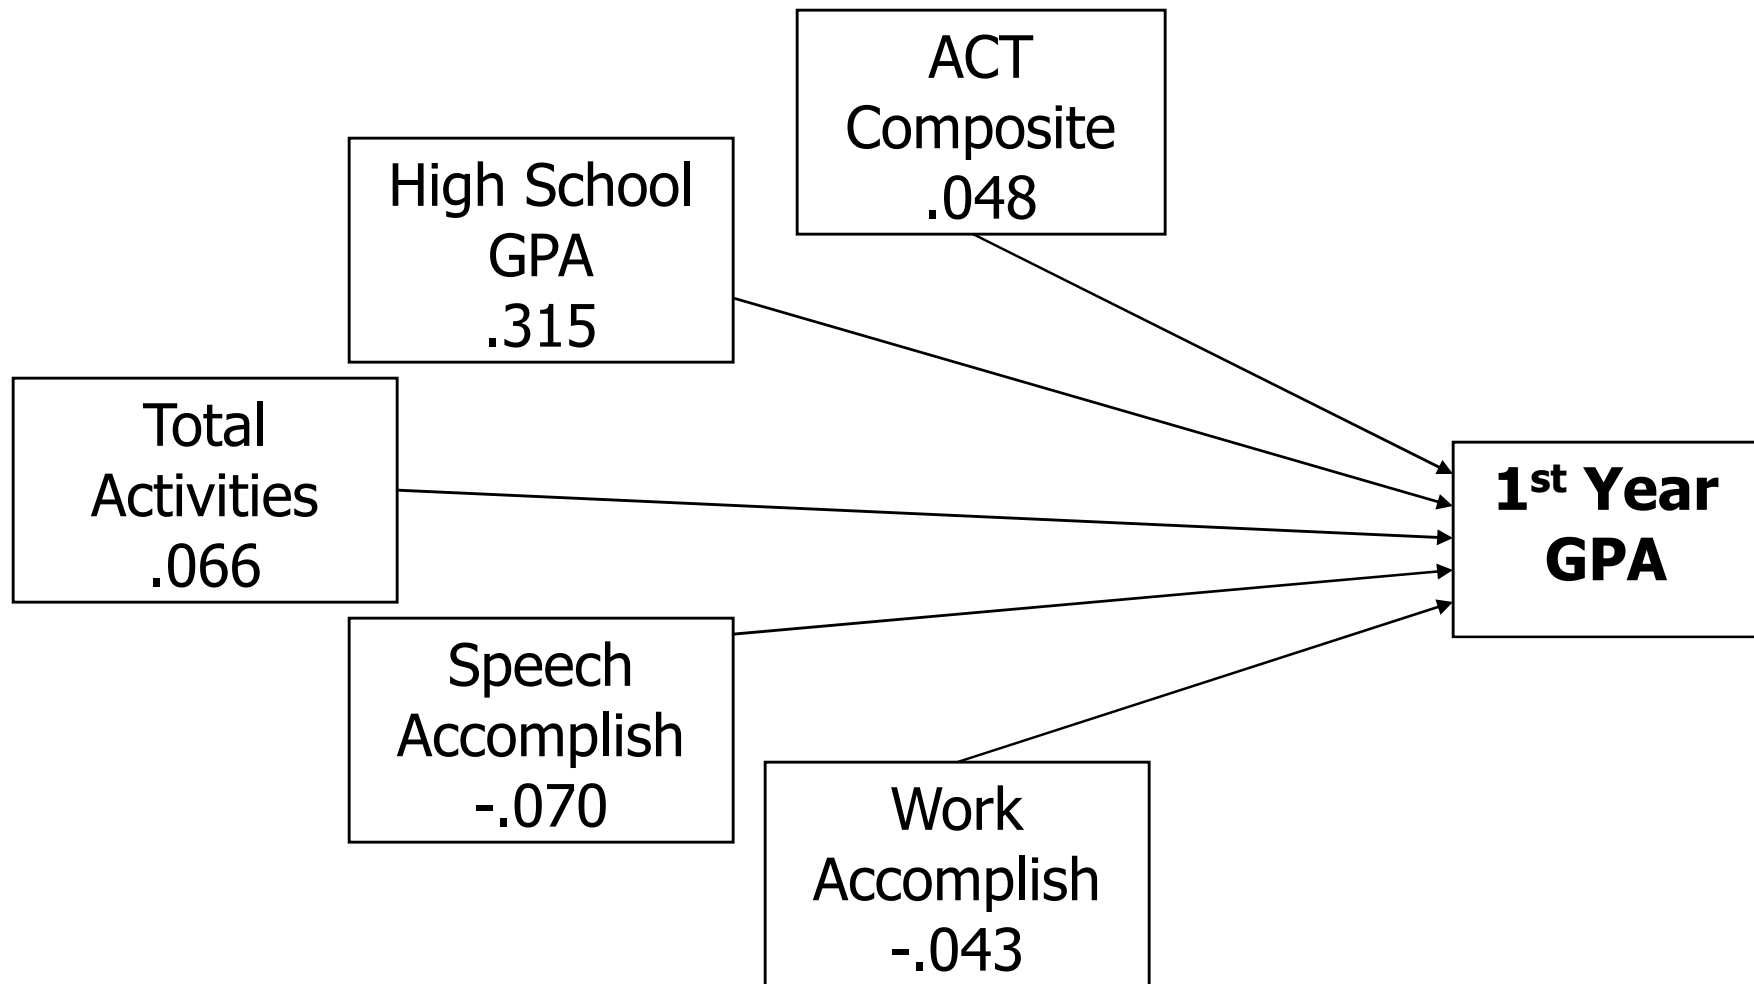 ACT
Composite
.048
High School
GPA
.315
Total
Activities
.066
Speech
Accomplish
-.070
Work
Accomplish
-.043
1st Year
GPA